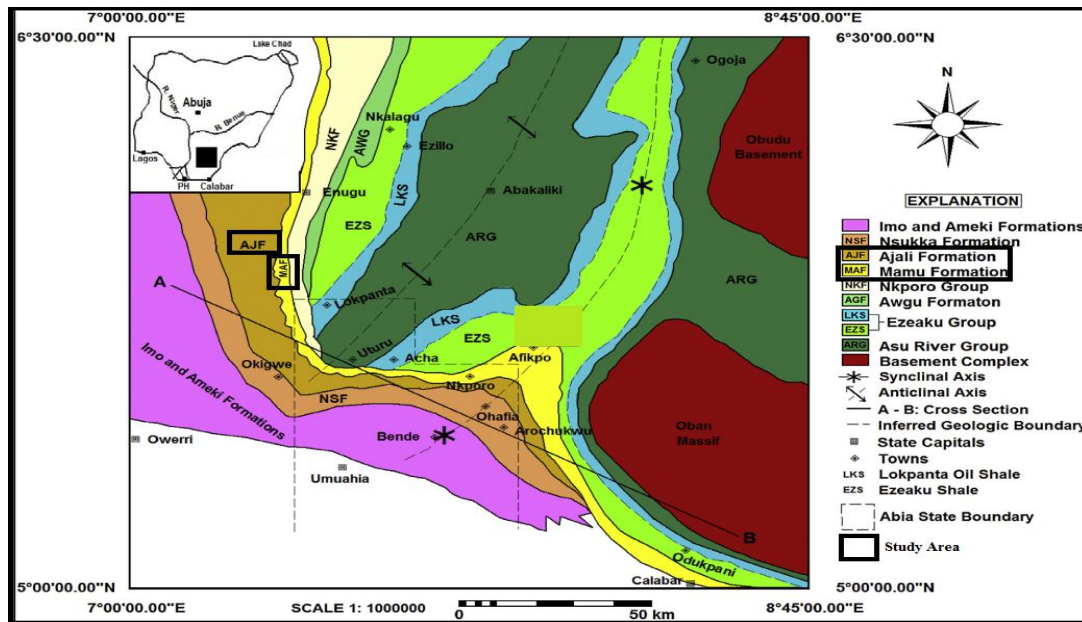 7°00'00.00"E
8°45'00.00"E
6°30'00.00"N
6°30'00.00"N
Lake Chad
R. Niger
Abuja
R. Benue
Lagos
PH
Calabar
N
NKF
AWG
Nkalagu
Ezillo
LKS
Enugu
EZS
Abakaliki
ARG
Ogoja
Obudu
Basement
ARG
AJF
MAF
A
Lokpanta
LKS
EZS
Uturu
Acha
Afikpo
Okigwe
Nkporo
NSF
Ohafia
Arochukwu
Imo and Ameki Formations
Bende
Owerri
Umuahia
Oban
Massif
B
Odukpani
Calabar
EXPLANATION
Imo and Ameki Formations
NSF Nsukka Formation
AJF Ajali Formation
MAF Mamu Formation
NKF Nkporo Group
AGF Awgu Formaton
LKS
EZS
Ezeaku Group
ARG Asu River Group
Basement Complex
Synclinal Axis
Anticlinal Axis
A - B: Cross Section
Inferred Geologic Boundary
State Capitals
Towns
LKS Lokpanta Oil Shale
EZS Ezeaku Shale
Abia State Boundary
Study Area
5°00'00.00"N
5°00'00.00"N
7°00'00.00"E
SCALE 1: 1000000
0 50 km
8°45'00.00"E